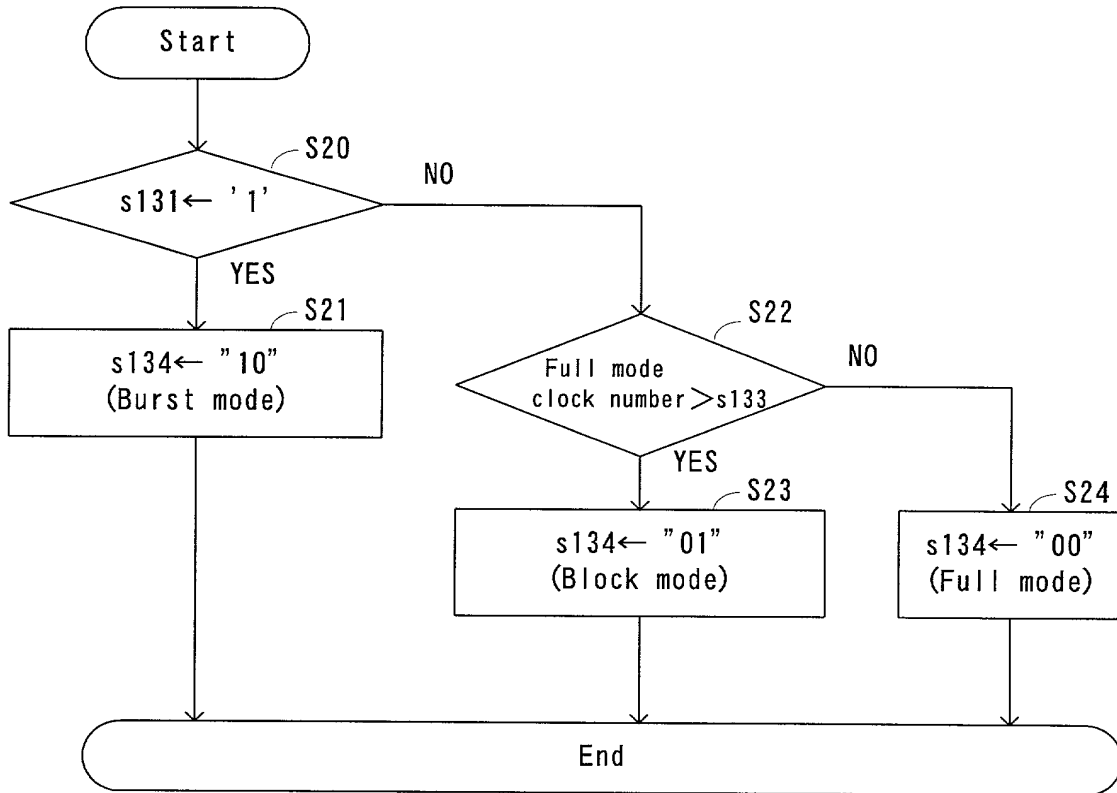 Start
S20
s131← '1'
NO
YES
S21
s134← "10"
(Burst mode)
S22
Full mode
clock number>s133
NO
YES
S23
s134← "01"
(Block mode)
S24
s134← "00"
(Full mode)
End